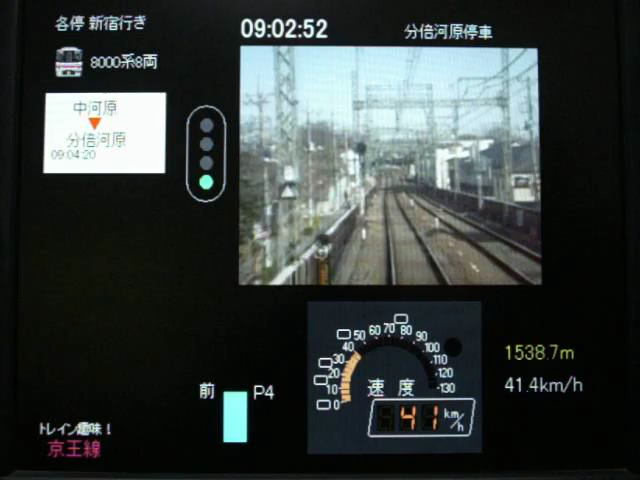 各停 新宿行き
09:02:52
分倍河原停車
8000系8両
中河原
分倍河原
09:04:20
0
10
20
30
40
50
60
70
80
90
100
110
120
130
速度
41 km/h
1538.7m
41.4km/h
前
P4
トレイン趣味!
京王線